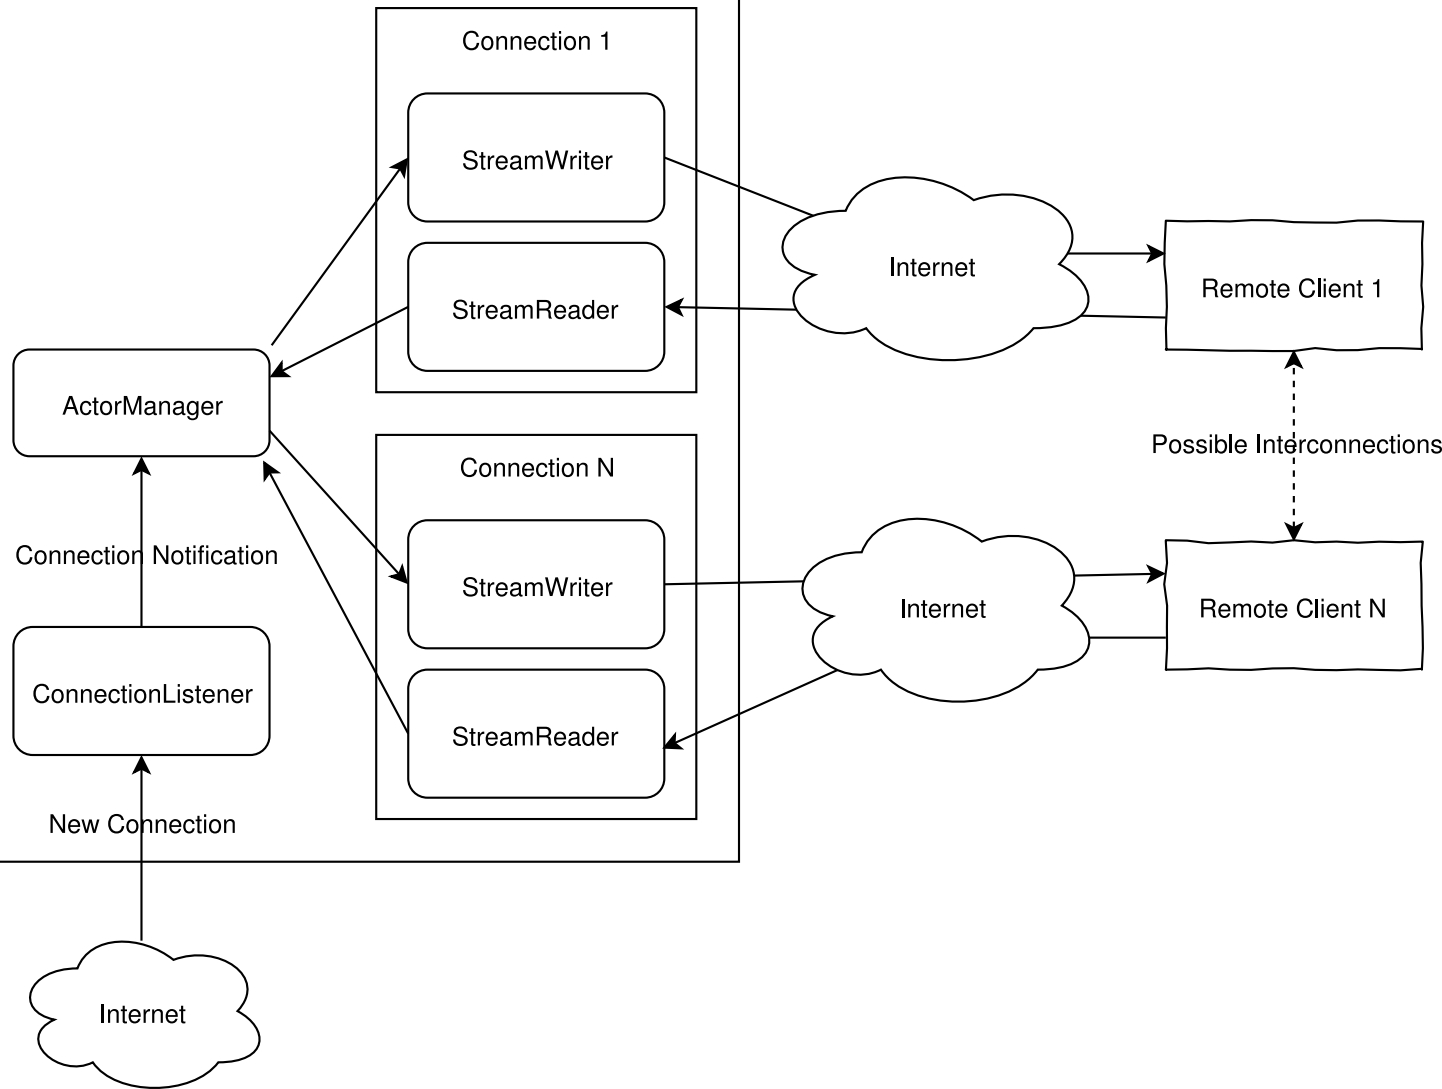 Connection 1
StreamWriter
StreamReader
Internet
Remote Client 1
ActorManager
Possible Interconnections
Connection N
StreamWriter
StreamReader
Internet
Remote Client N
Connection Notification
ConnectionListener
New Connection
Internet